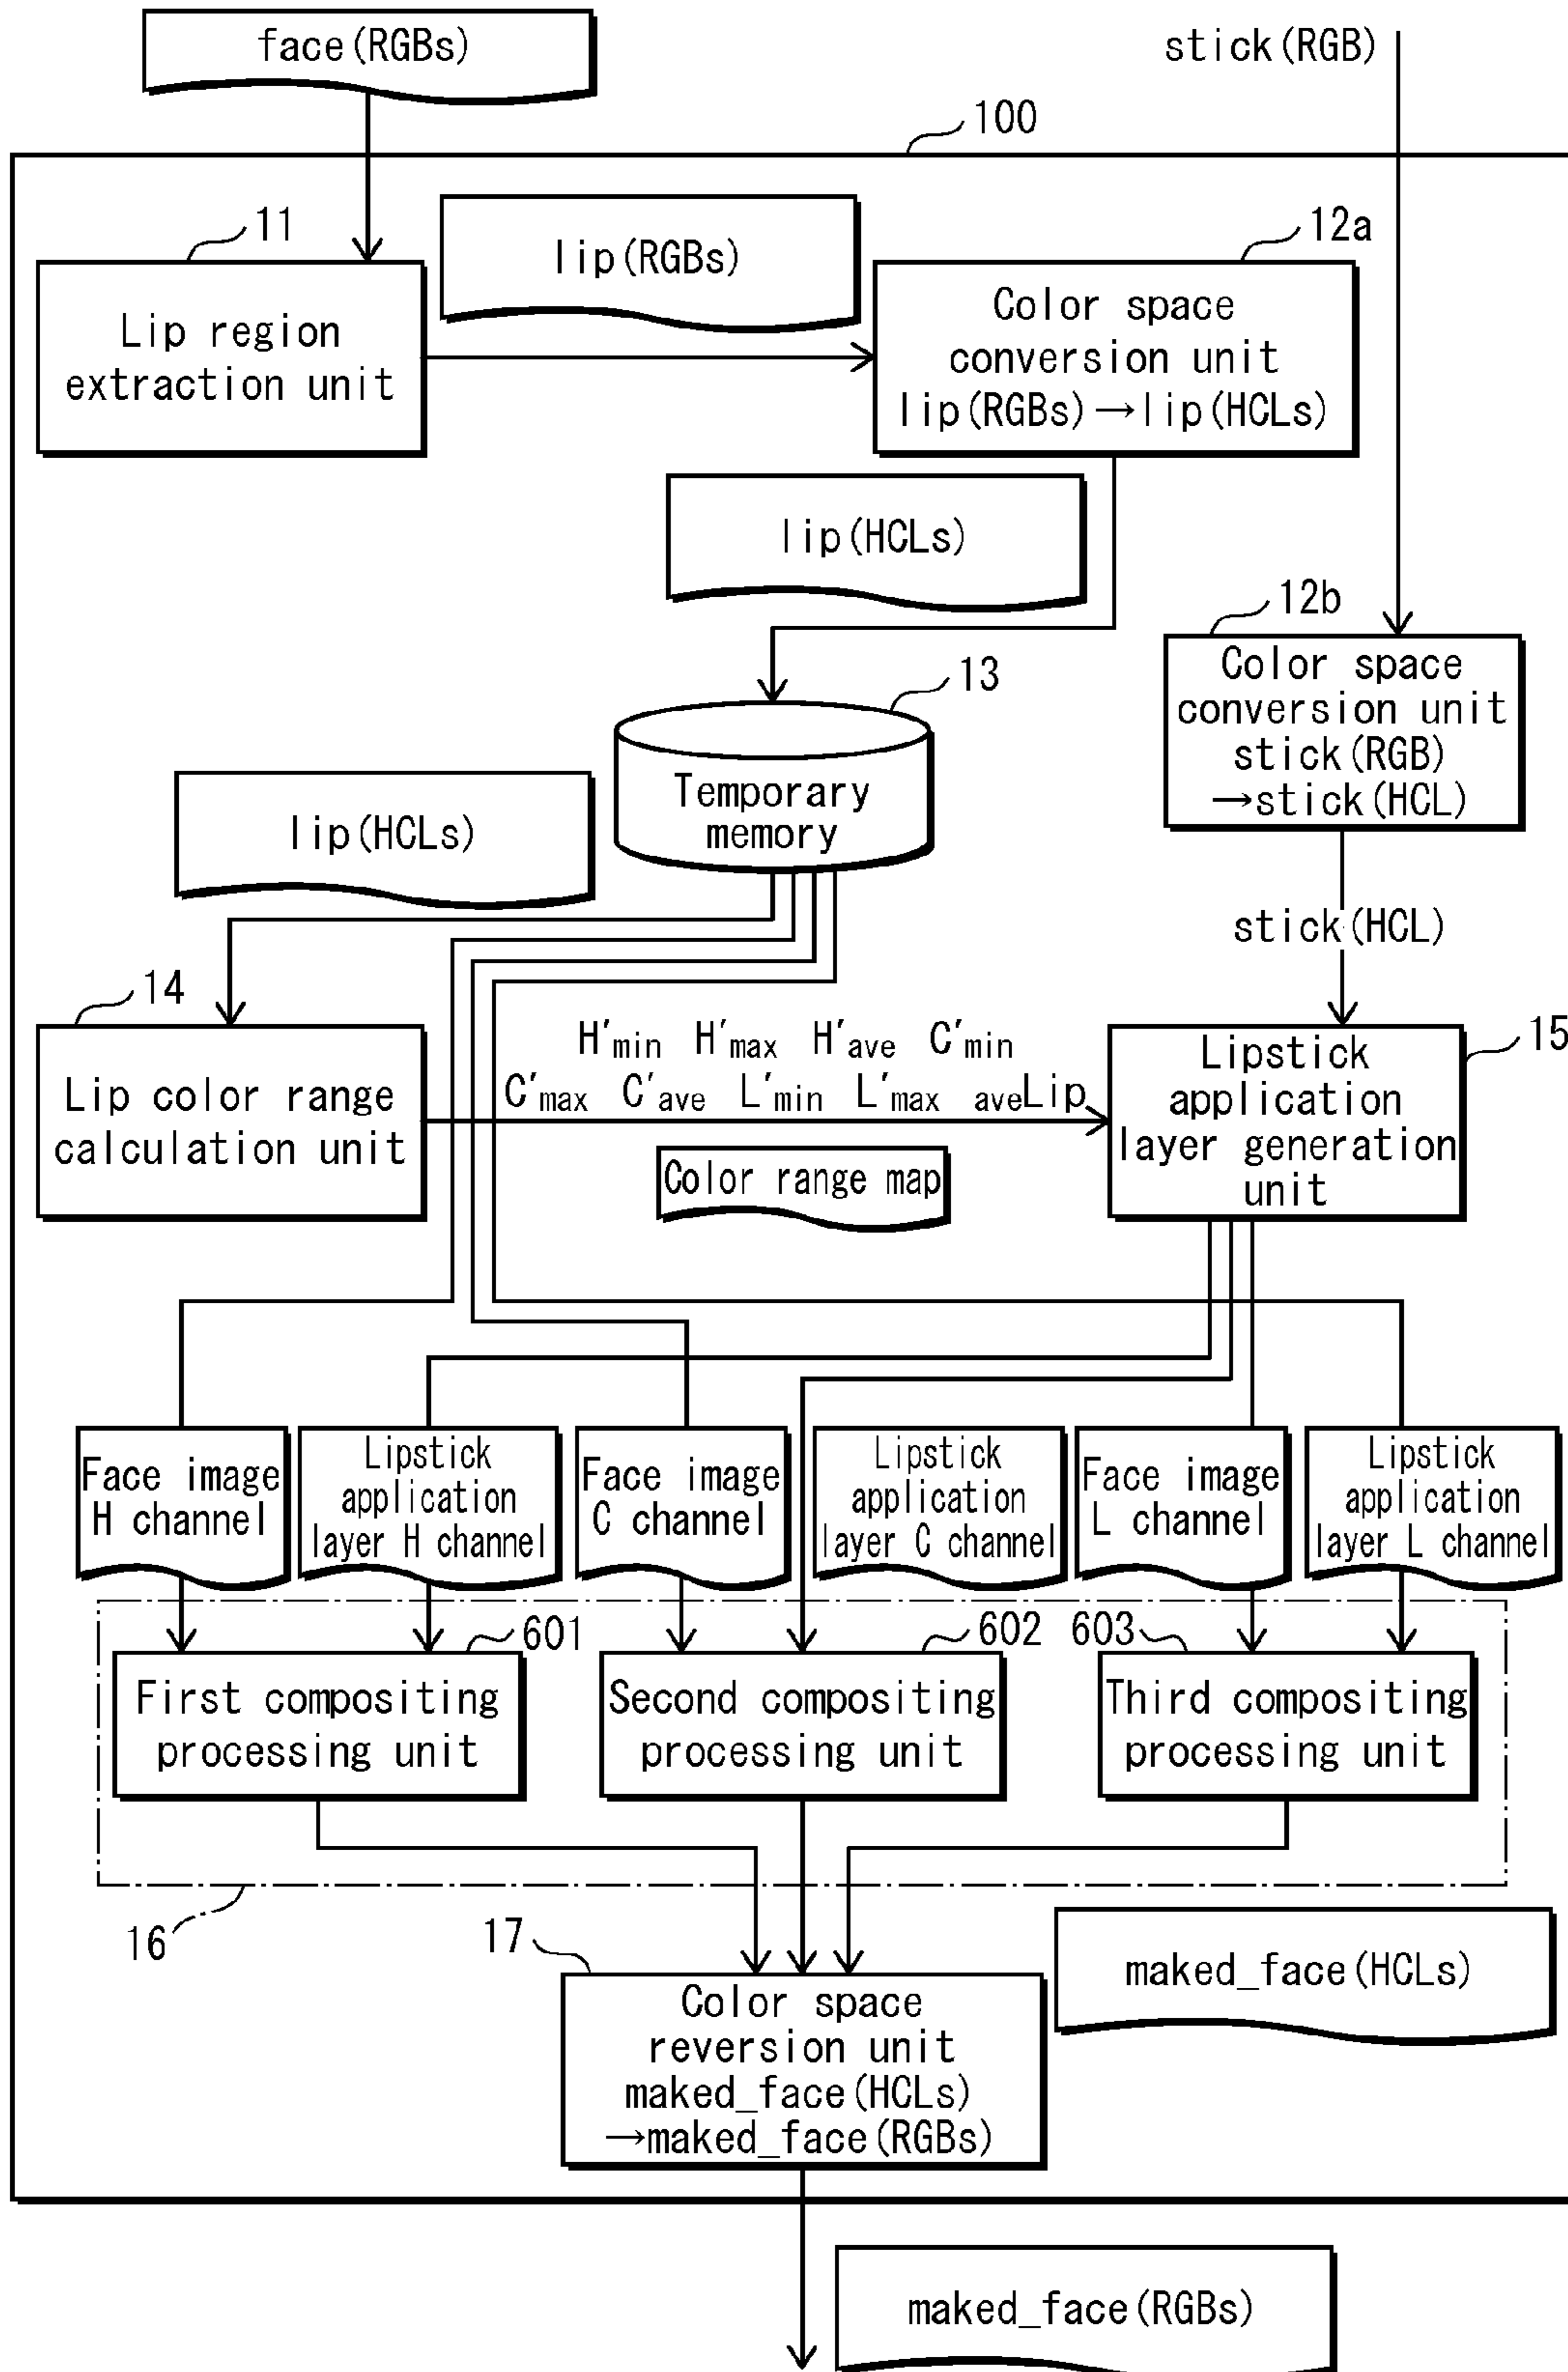 face(RGBs)
stick(RGB)
100
11
lip(RGBs)
12a
Lip region
extraction unit
Color space
conversion unit
lip(RGBs)→lip(HCLs)
lip(HCLs)
12b
Color space
conversion unit
stick(RGB)
→stick(HCL)
13
Temporary
memory
lip(HCLs)
stick(HCL)
14
Lip color range
calculation unit
H'min H'max H'ave C'min
C'max C'ave L'min L'max aveLip
Color range map
15
Lipstick
application
layer generation
unit
Face image
H channel
Lipstick
application
layer H channel
Face image
C channel
Lipstick
application
layer C channel
Face image
L channel
Lipstick
application
layer L channel
601
602
603
First compositing
processing unit
Second compositing
processing unit
Third compositing
processing unit
16
17
Color space
reversion unit
maked_face(HCLs)
→maked_face(RGBs)
maked_face(HCLs)
maked_face(RGBs)